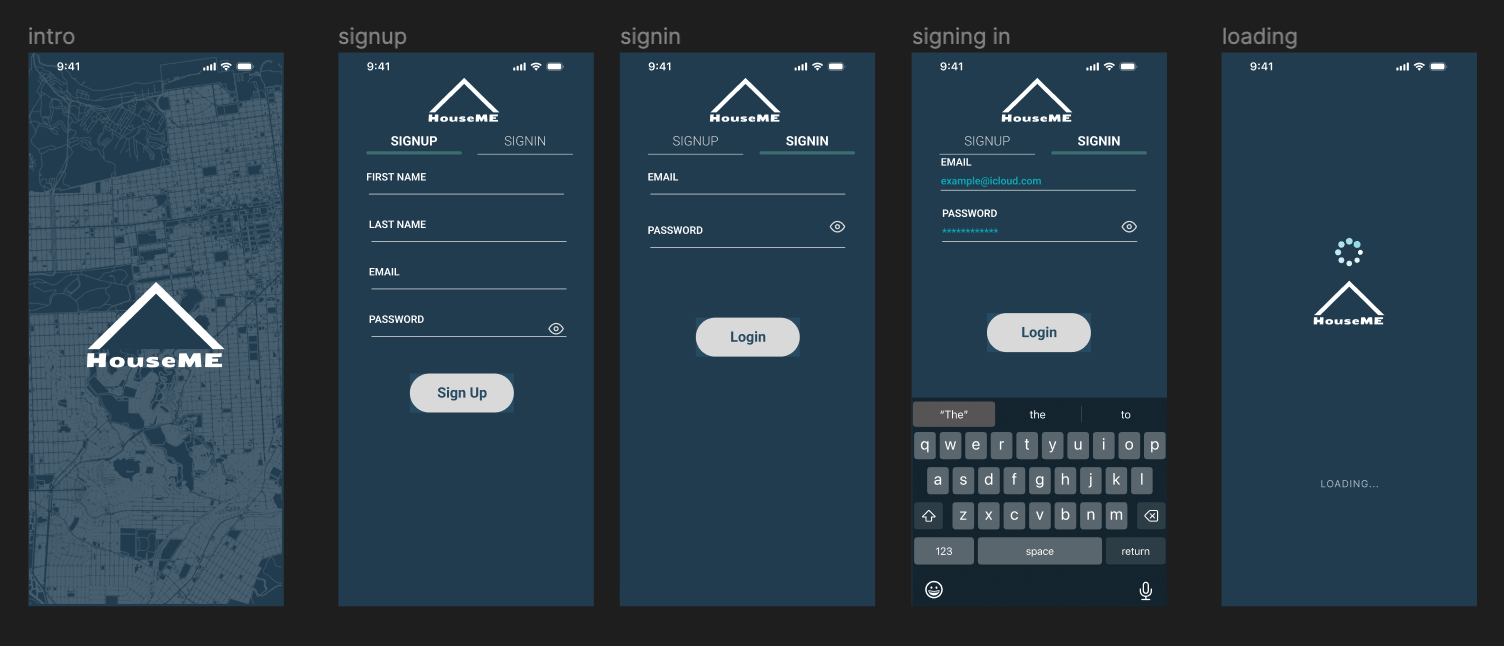 intro
9:41
HouseME
signup
9:41
HouseME
SIGNUP SIGNIN
FIRST NAME
LAST NAME
EMAIL
PASSWORD
Sign Up
signin
9:41
HouseME
SIGNUP SIGNIN
EMAIL
PASSWORD
Login
signing in
9:41
HouseME
SIGNUP SIGNIN
EMAIL
example@icloud.com
PASSWORD
************
Login
“The” the to
q w e r t y u i o p
a s d f g h j k l
z x c v b n m
123 space return
loading
9:41
HouseME
LOADING...